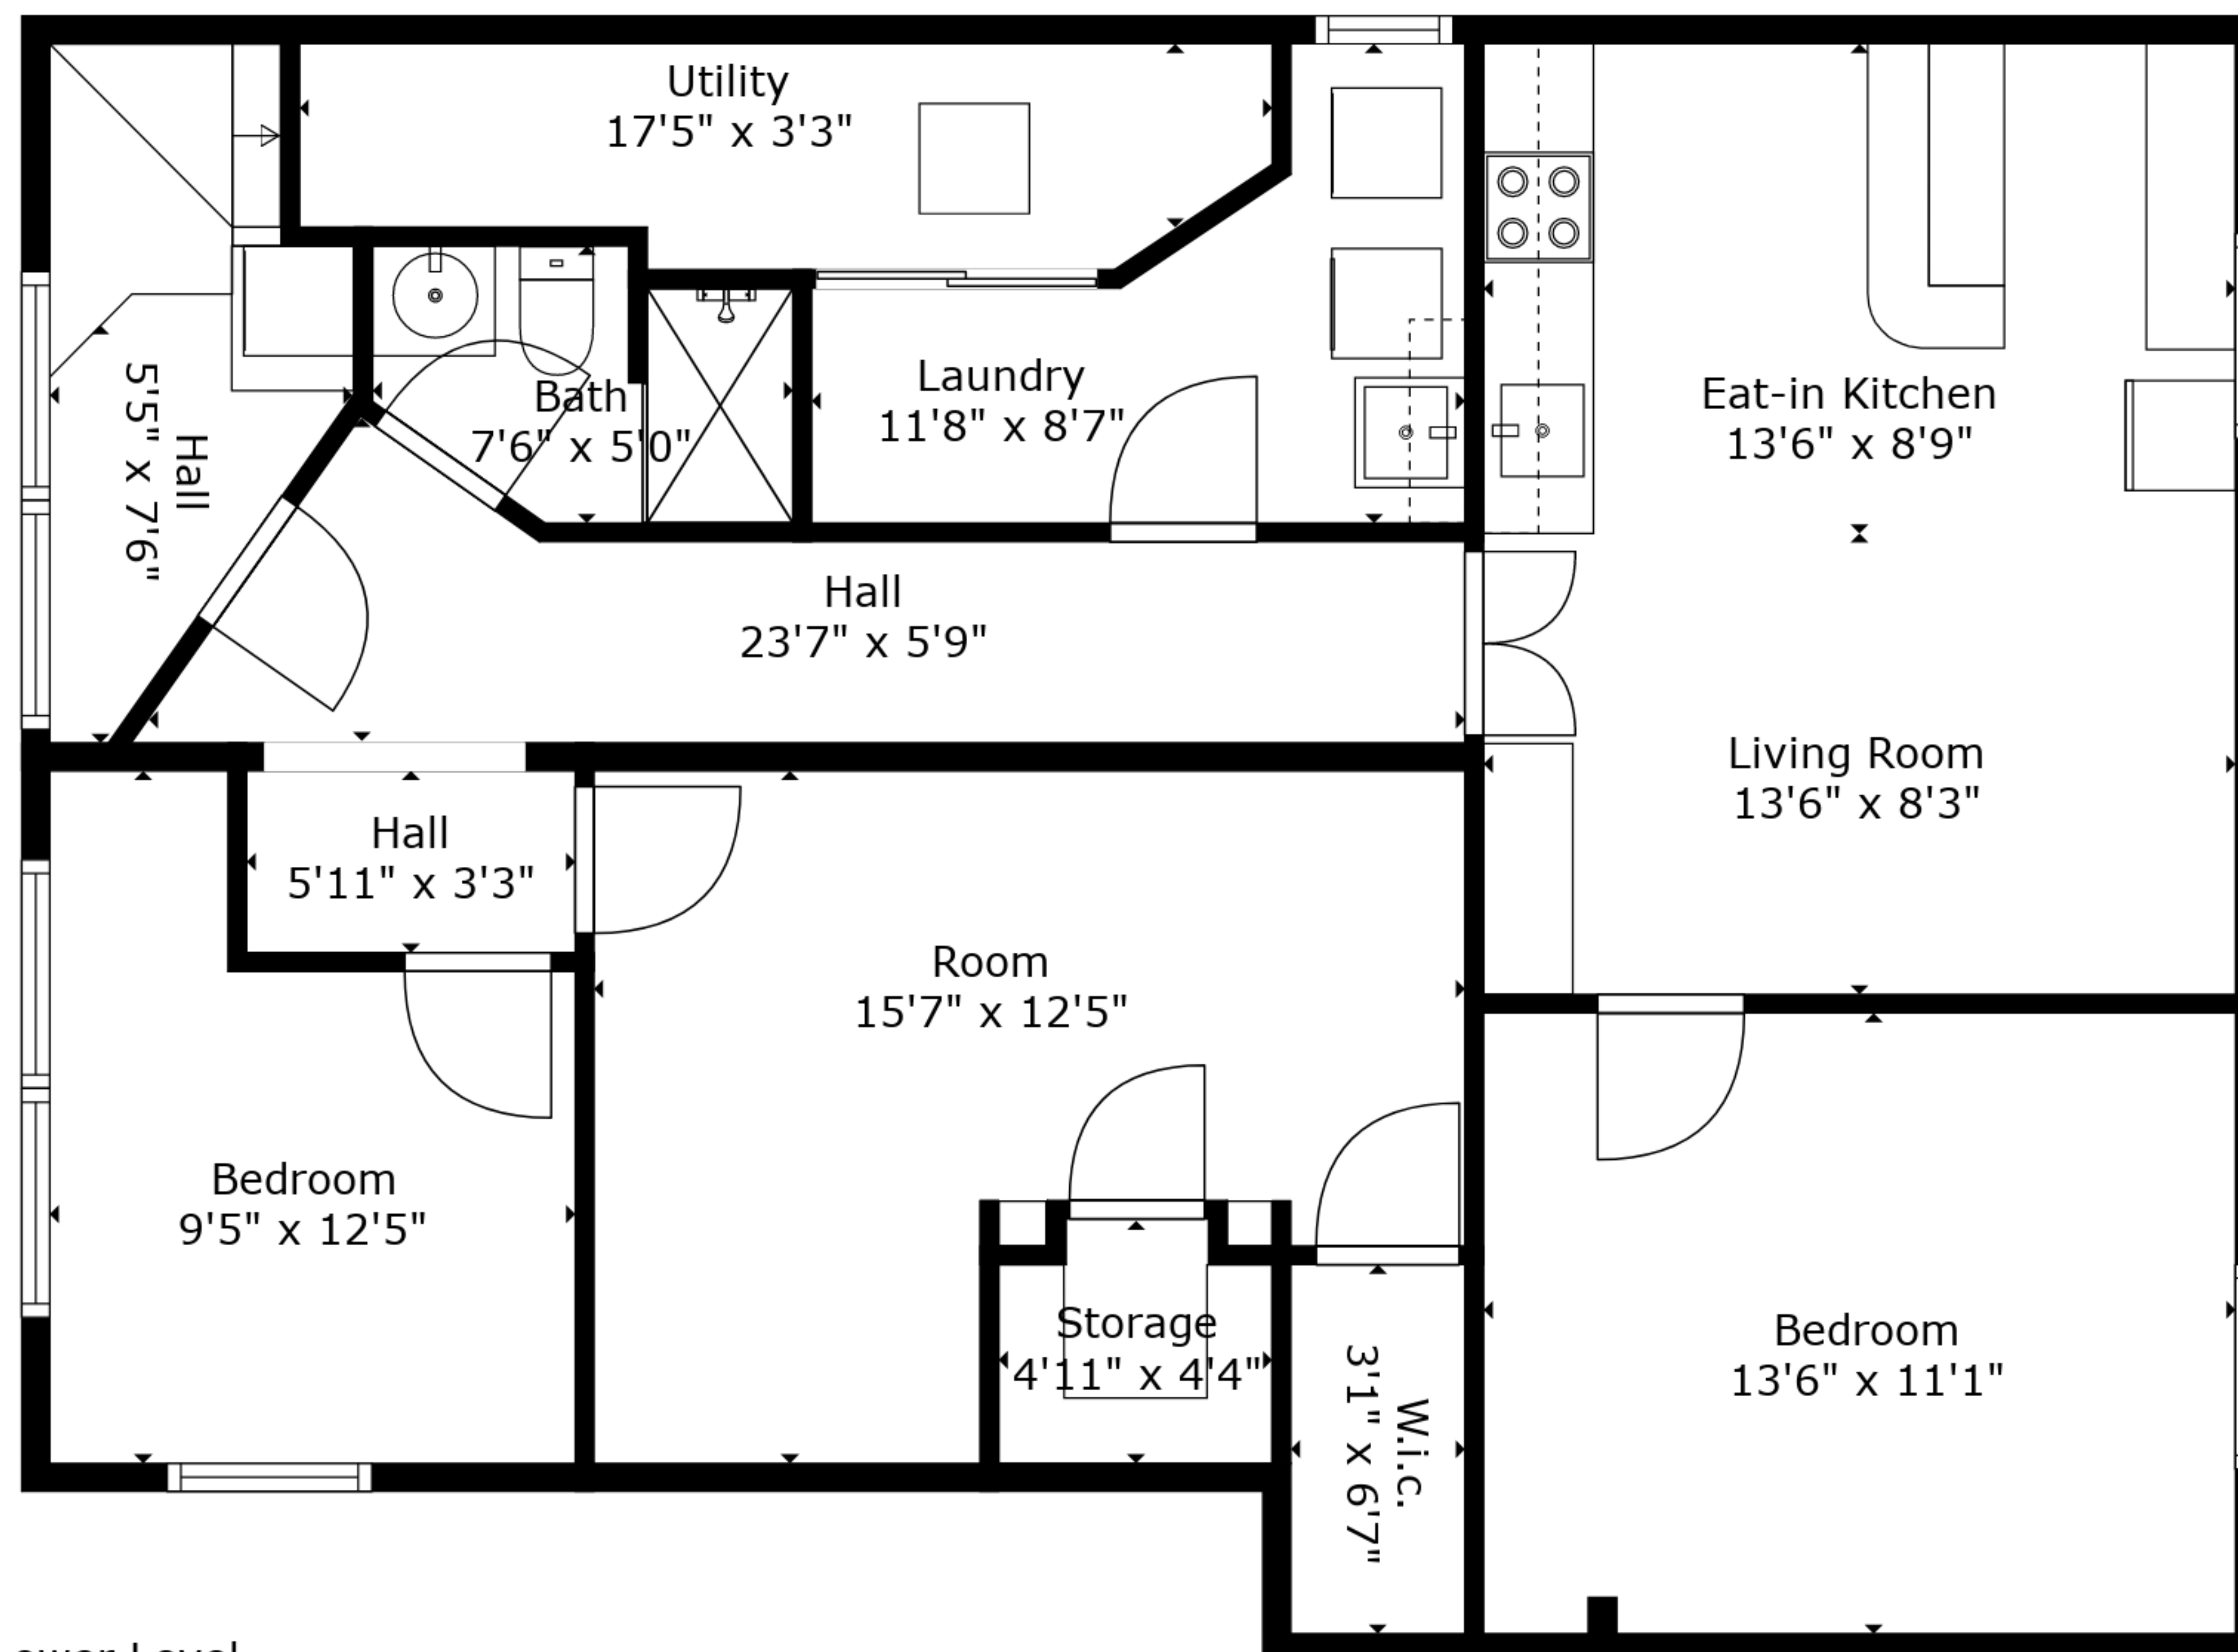 Utility
17'5" x 3'3"
Bath
7'6" x 5'0"
Laundry
11'8" x 8'7"
Eat-in Kitchen
13'6" x 8'9"
Hall
5'5" x 7'6"
Hall
23'7" x 5'9"
Living Room
13'6" x 8'3"
Hall
5'11" x 3'3"
Room
15'7" x 12'5"
Bedroom
9'5" x 12'5"
Storage
4'11" x 4'4"
W.i.c.
3'1" x 6'7"
Bedroom
13'6" x 11'1"
ower Level